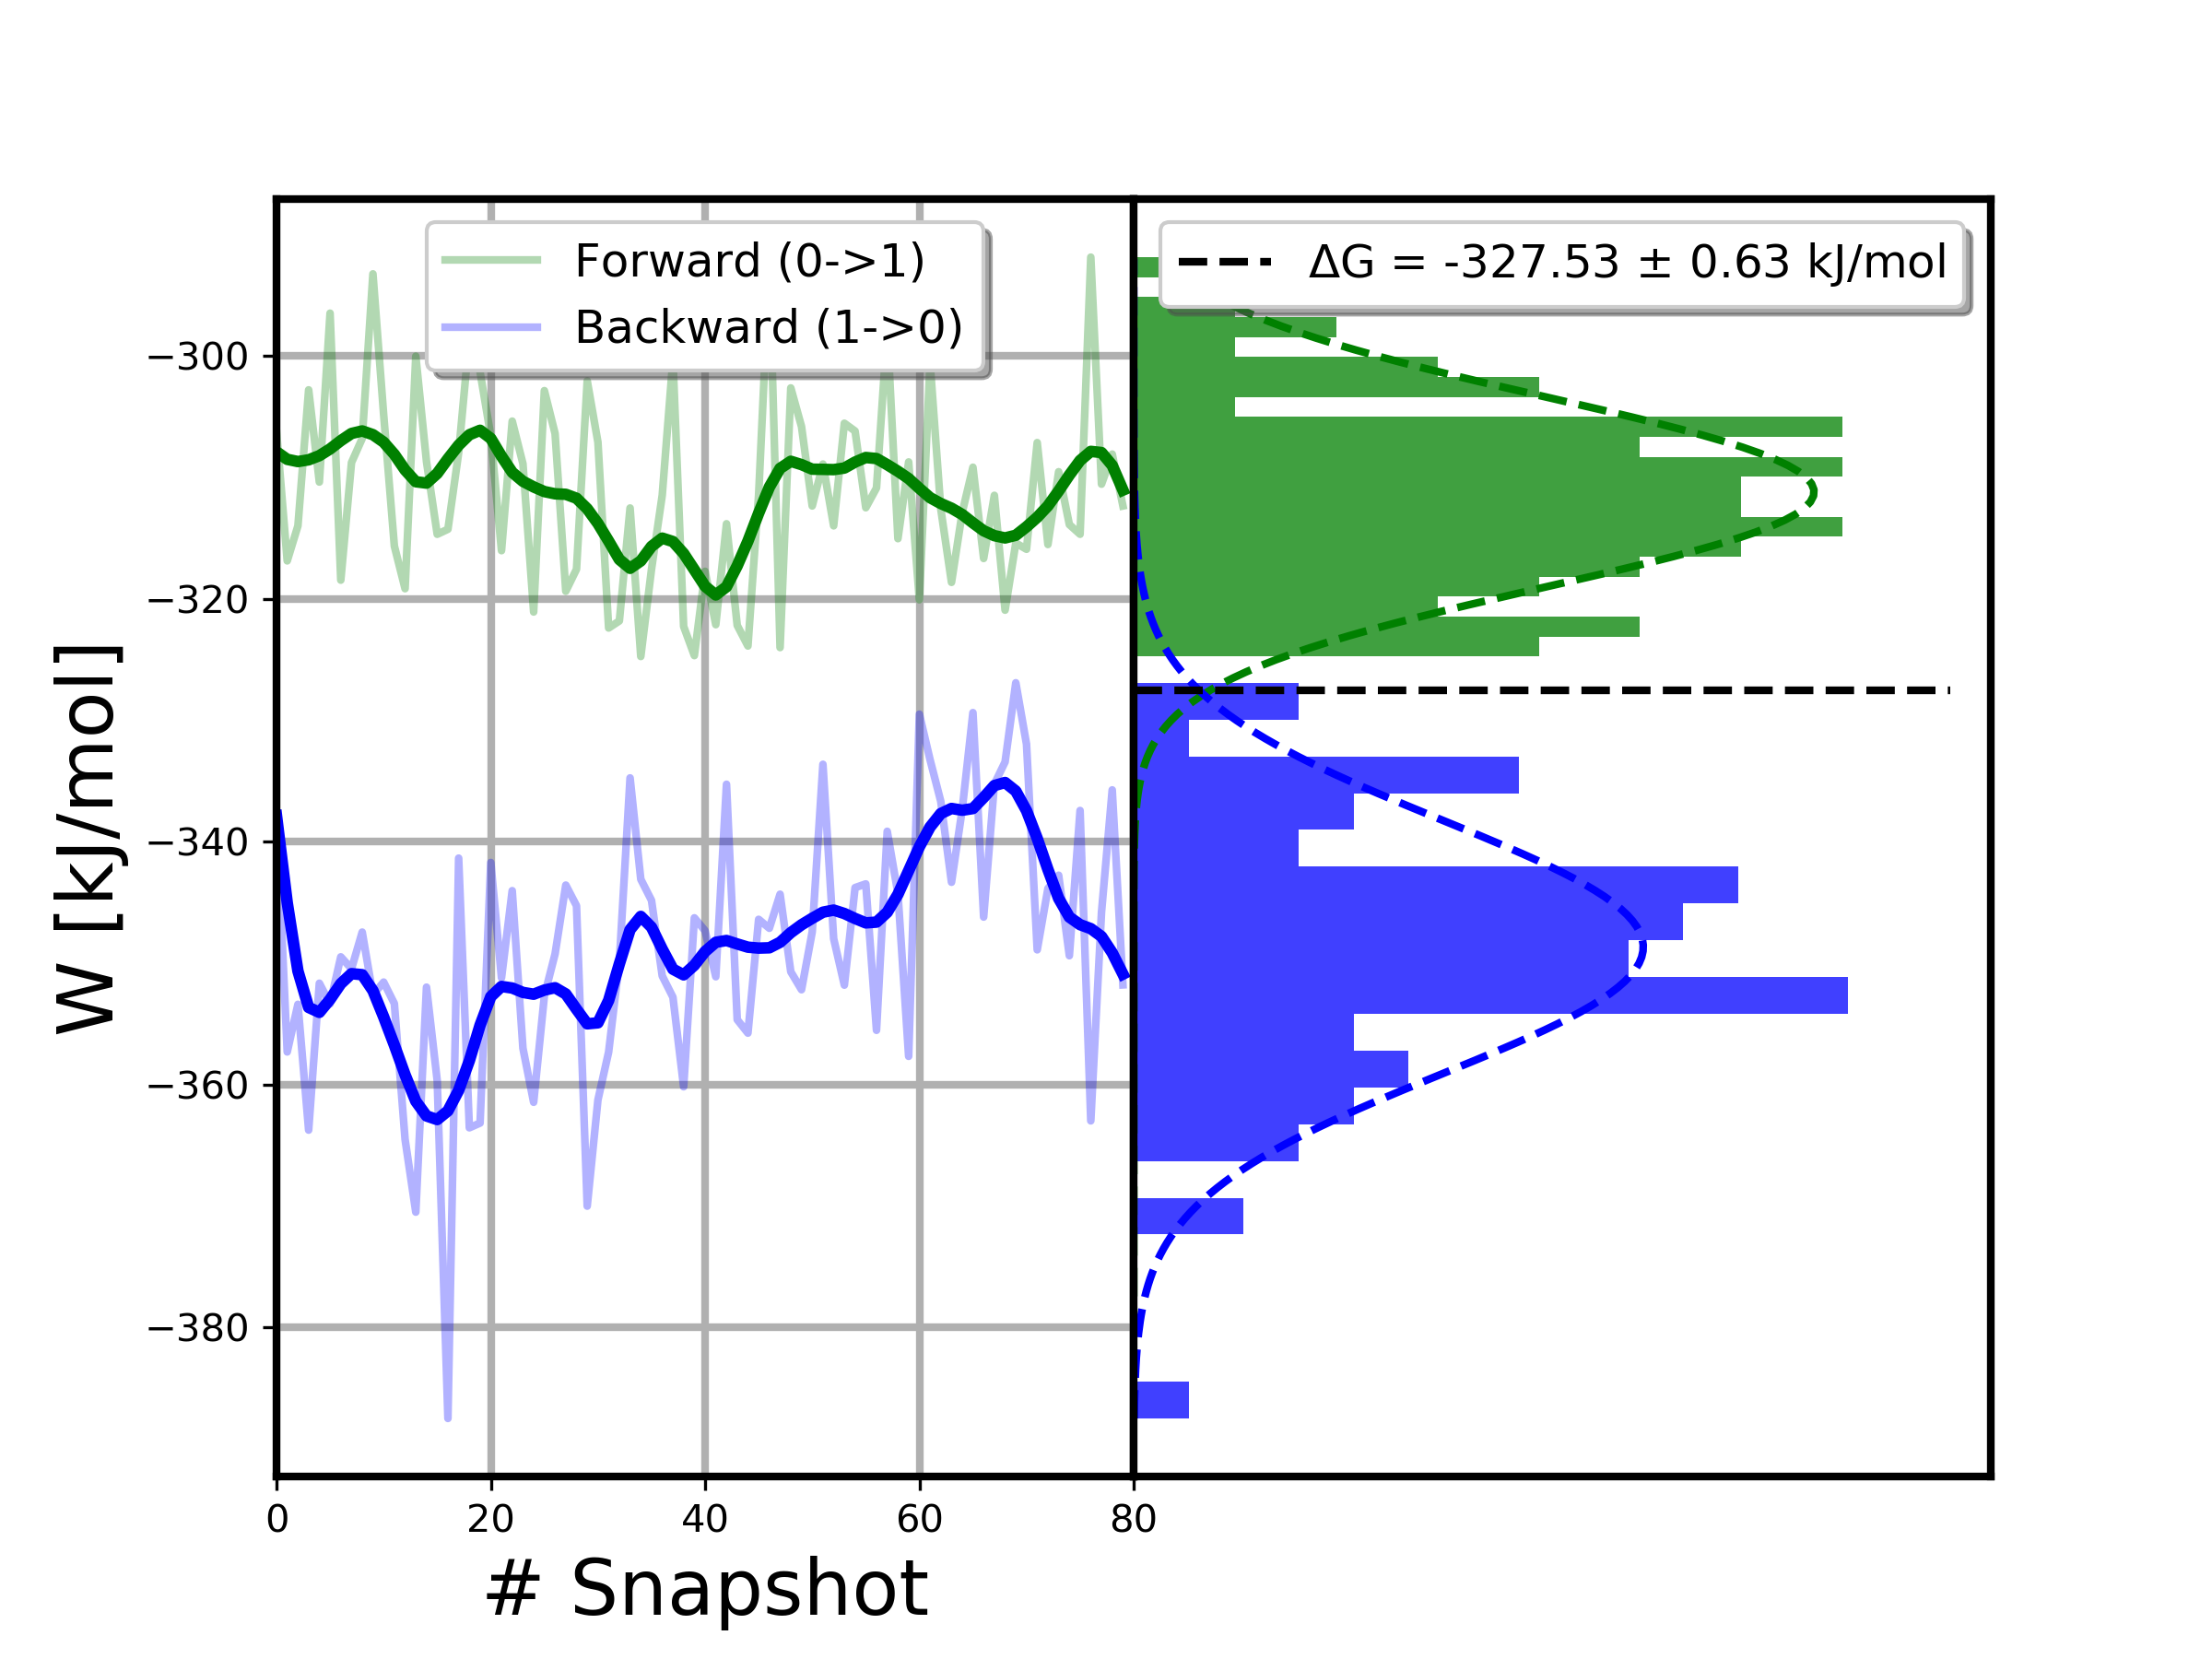 Forward (0->1)
Backward (1->0)
ΔG = -327.53 ± 0.63 kJ/mol
−300
−320
−340
−360
−380
W [kJ/mol]
0 20 40 60 80
# Snapshot